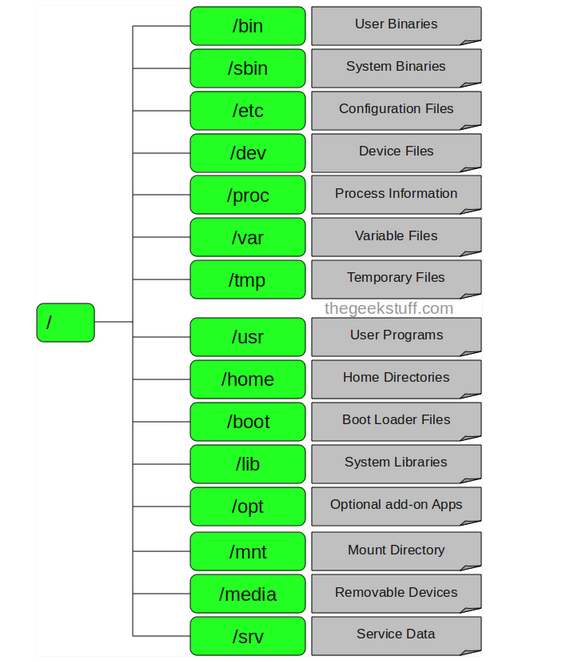 /bin User Binaries
/sbin System Binaries
/etc Configuration Files
/dev Device Files
/proc Process Information
/var Variable Files
/tmp Temporary Files
thegeekstuff.com
/
/usr User Programs
/home Home Directories
/boot Boot Loader Files
/lib System Libraries
/opt Optional add-on Apps
/mnt Mount Directory
/media Removable Devices
/srv Service Data